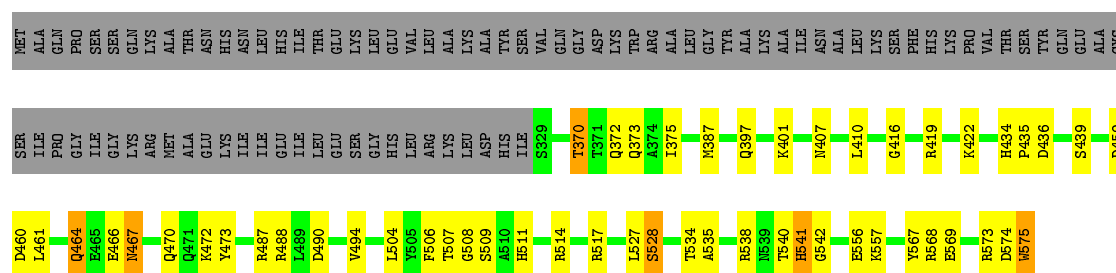 MET ALA GLN PRO SER SER GLN LYS ALA THR ASN HIS ASN LEU HIS ILE THR GLU LYS LEU GLU VAL LEU ALA LYS ALA TYR SER VAL GLN GLY ASP LYS TRP ARG ALA LEU GLY TYR ALA LYS ALA ILE ASN ALA LEU LYS SER PHE HIS LYS PRO VAL THR SER TYR GLN GLU ALA
SER ILE PRO GLY ILE GLY LYS ARG MET ALA GLU LYS ILE ILE GLU ILE LEU GLU SER GLY HIS LEU ARG LYS LEU ASP HIS ILE S329 T370 T371 Q372 Q373 A374 I375 M387 Q397 K401 N407 L410 G416 R419 K422 H434 P435 D436 S439
D460 L461 Q464 E465 E466 N467 Q470 Q471 K472 Y473 R487 R488 L489 D490 V494 L504 Y505 F506 T507 G508 S509 A510 H511 R514 R517 L527 S528 T534 A535 R538 N539 T540 H541 G542 E556 K557 Y567 R568 E569 R573 D574 W575